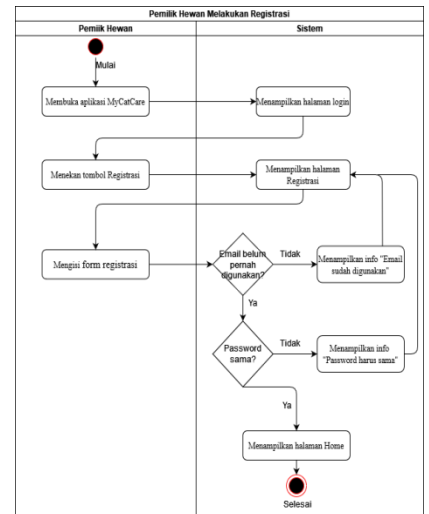 Pemilik Hewan Melakukan Registrasi
Pemiik Hewan
Sistem
Mulai
Membuka aplikasi MyCatCare
Menampilkan halaman login
Menekan tombol Registrasi
Menampilkan halaman
Registrasi
Mengisi form registrasi
Email belum
pernah
digunakan?
Tidak
Menampilkan info "Email
sudah digunakan"
Ya
Password
sama?
Tidak
Menampilkan info
"Password harus sama"
Ya
Menampilkan halaman Home
Selesai